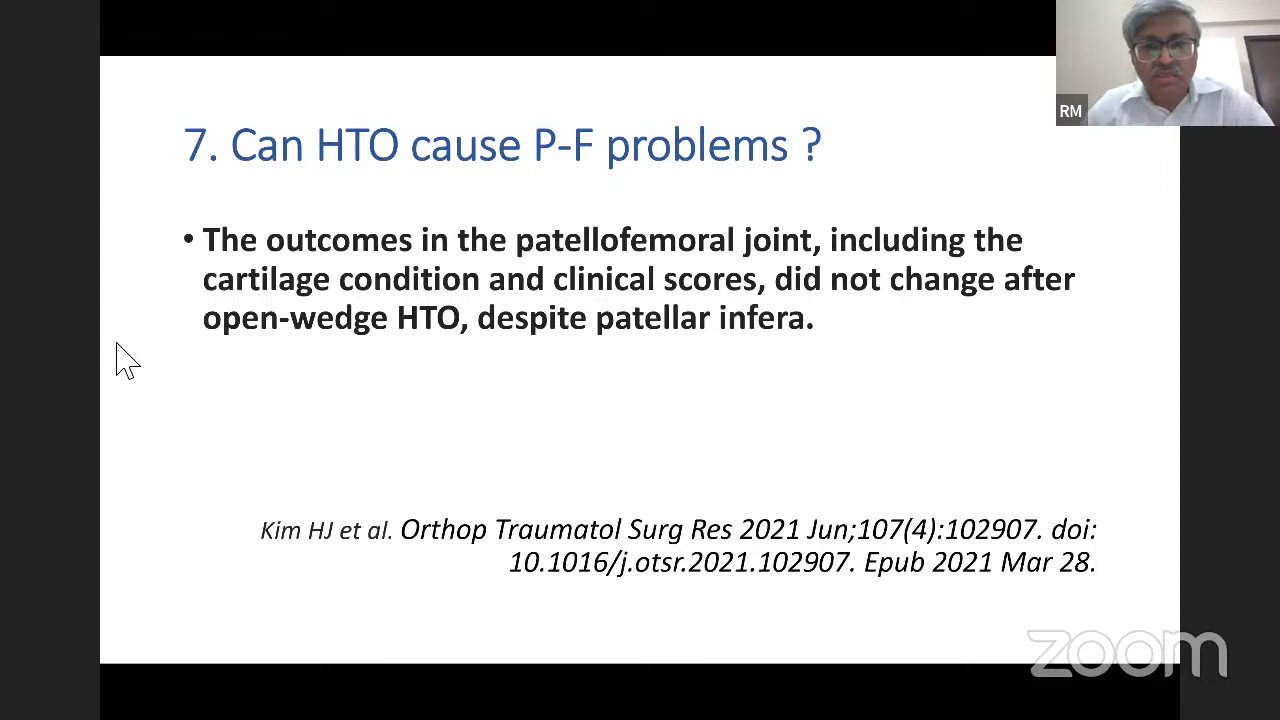 RM
7. Can HTO cause P-F problems ?
• The outcomes in the patellofemoral joint, including the
cartilage condition and clinical scores, did not change after
open-wedge HTO, despite patellar infera.
Kim HJ et al. Orthop Traumatol Surg Res 2021 Jun;107(4):102907. doi:
10.1016/j.otsr.2021.102907. Epub 2021 Mar 28.
zoom